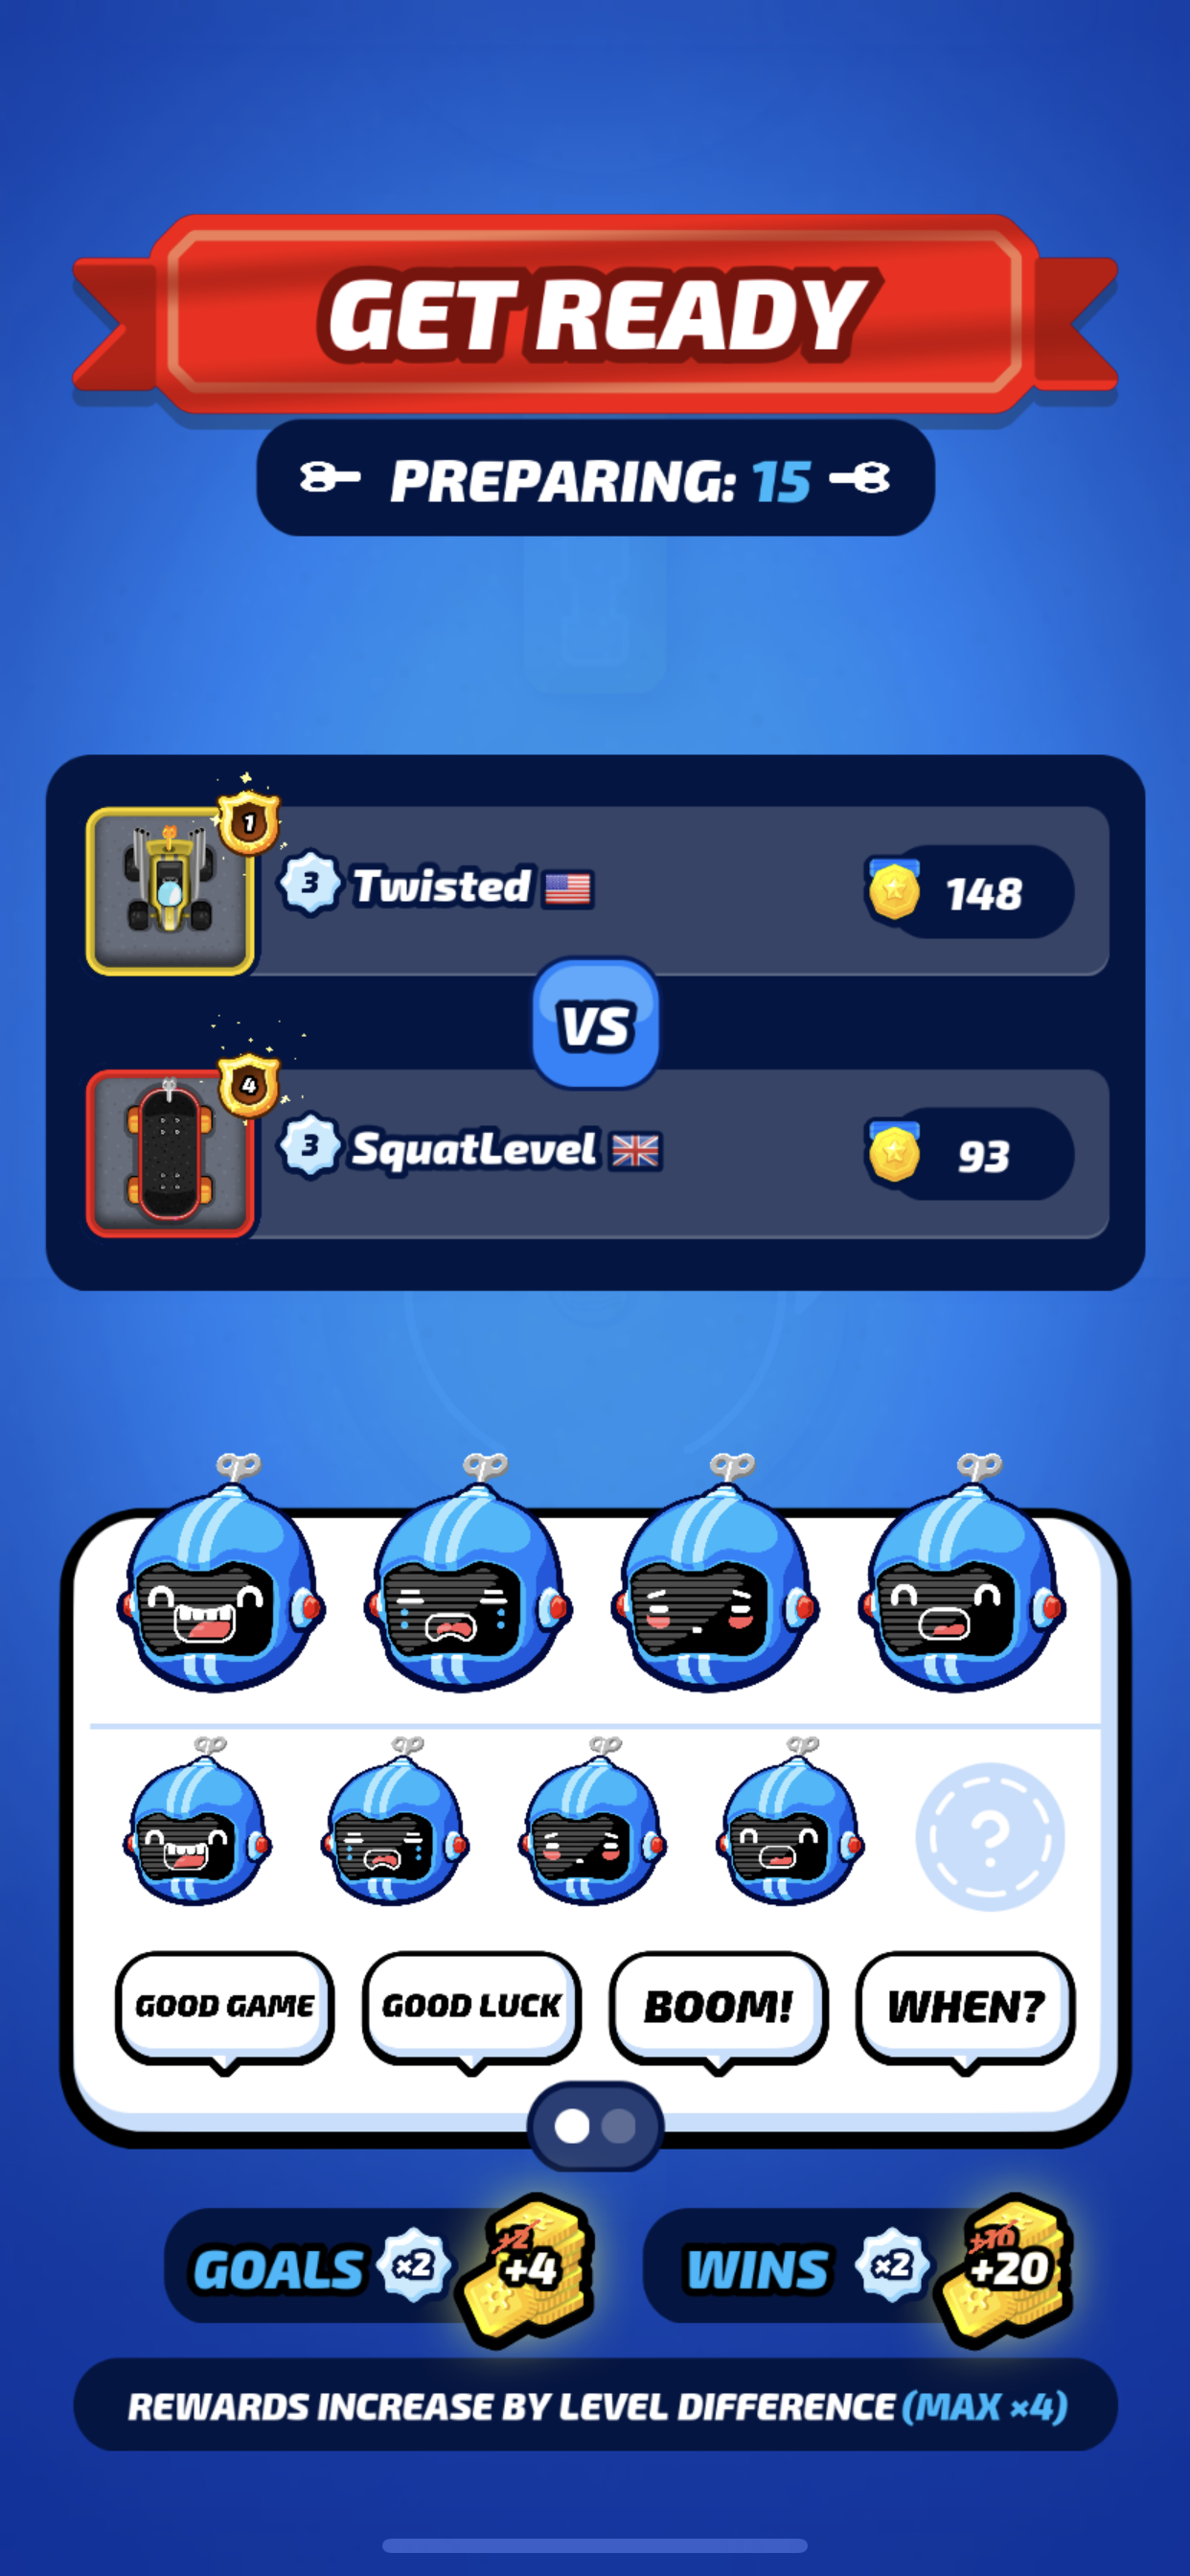 GET READY
PREPARING: 15
1
3 Twisted 148
VS
4
3 SquatLevel 93
?
GOOD GAME GOOD LUCK BOOM! WHEN?
GOALS ×2 +2 +4 WINS ×2 +10 +20
REWARDS INCREASE BY LEVEL DIFFERENCE (MAX ×4)